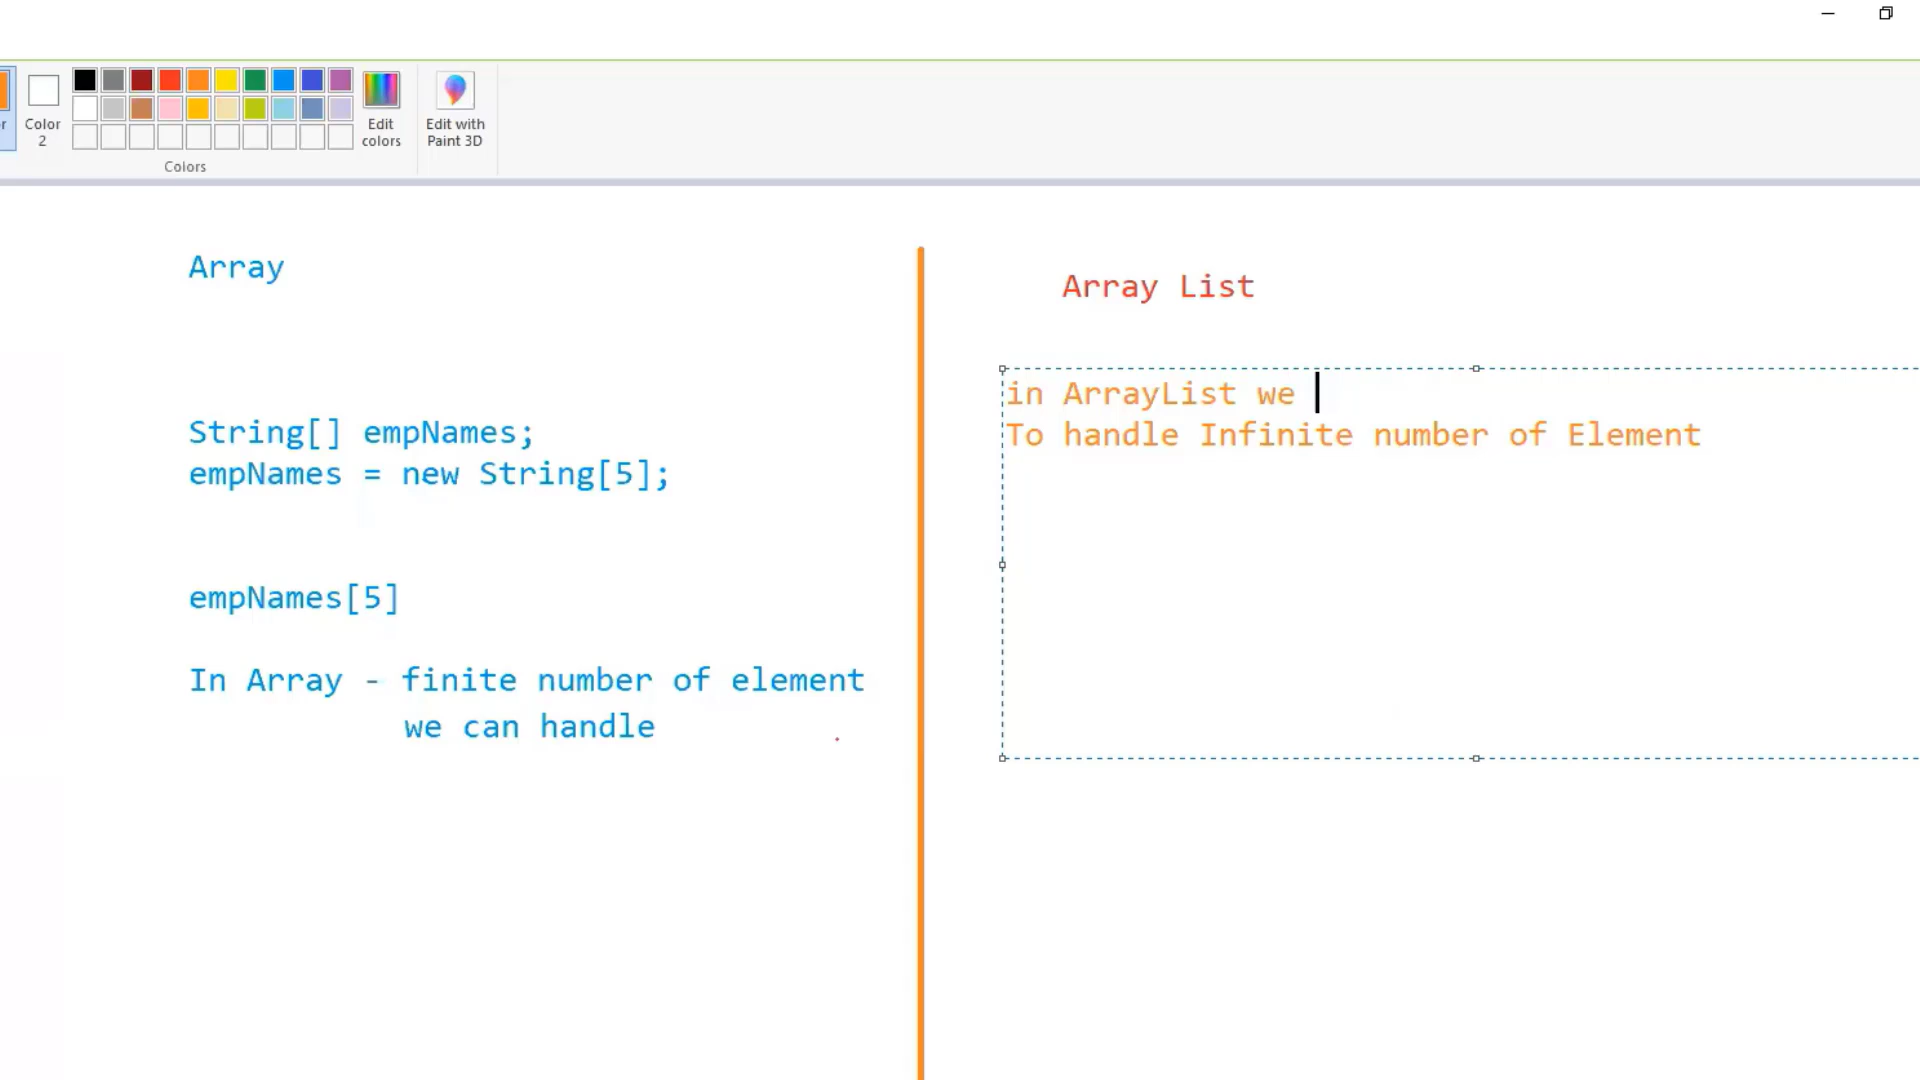 Color
2
Edit
colors
Edit with
Paint 3D
Colors
Array
String[] empNames;
empNames = new String[5];
empNames[5]
In Array - finite number of element
we can handle
Array List
in ArrayList we
To handle Infinite number of Element